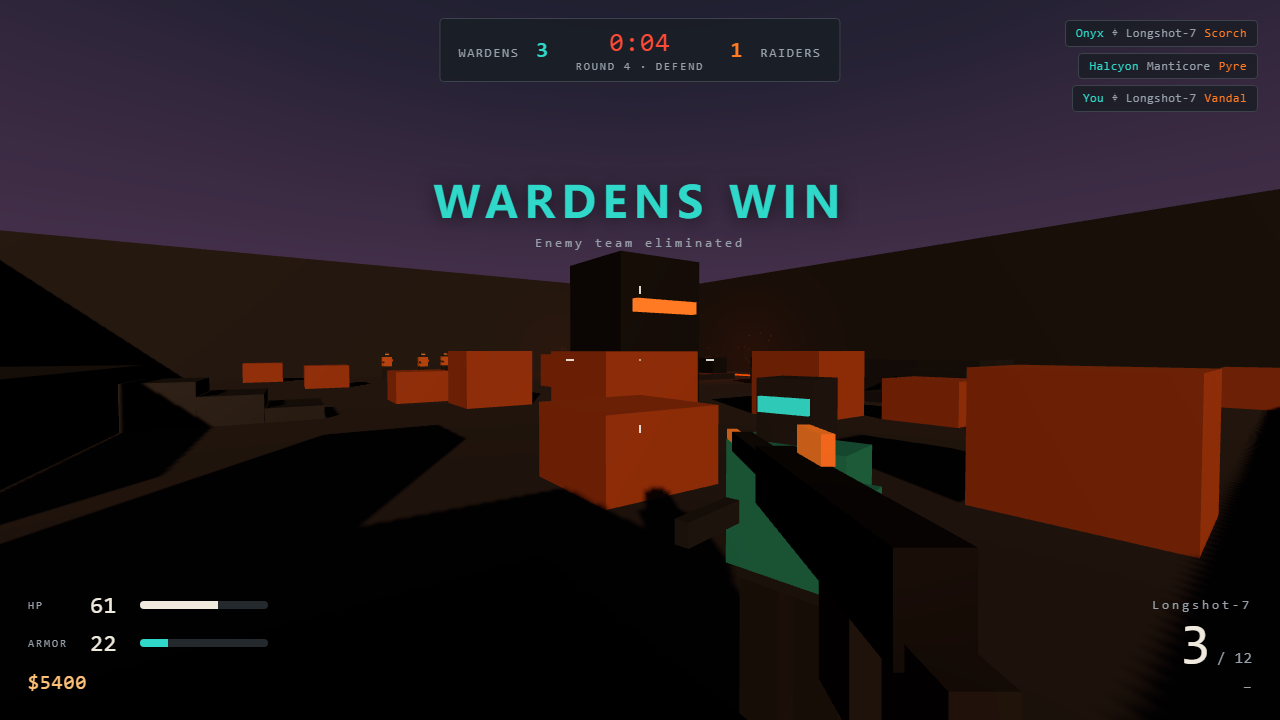 WARDENS 3 0:04 1 RAIDERS
ROUND 4 · DEFEND
Onyx ⌖ Longshot-7 Scorch
Halcyon Manticore Pyre
You ⌖ Longshot-7 Vandal
WARDENS WIN
Enemy team eliminated
HP 61
ARMOR 22
$5400
Longshot-7
3 / 12
–